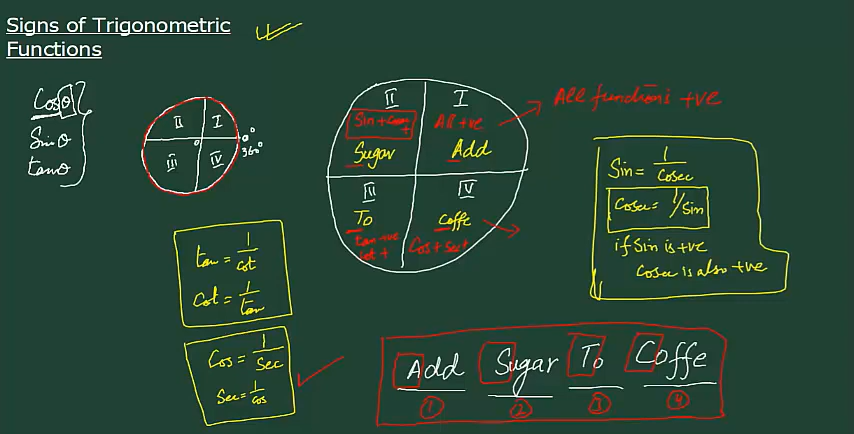 Signs of Trigonometric
Functions
Cosθ
Sinθ
tanθ
II I
III IV
0
0°
360°
II I
Sin + cosec +
All +ve
Sugar Add
IV
To Coffe
tan +ve
cot +
Cos + sec +
All functions +ve
Sin = 1/cosec
Cosec = 1/sin
if Sin is +ve
cosec is also +ve
tan = 1/cot
Cot = 1/tan
Cos = 1/Sec
Sec = 1/cos
Add Sugar To Coffe
1 2 3 4